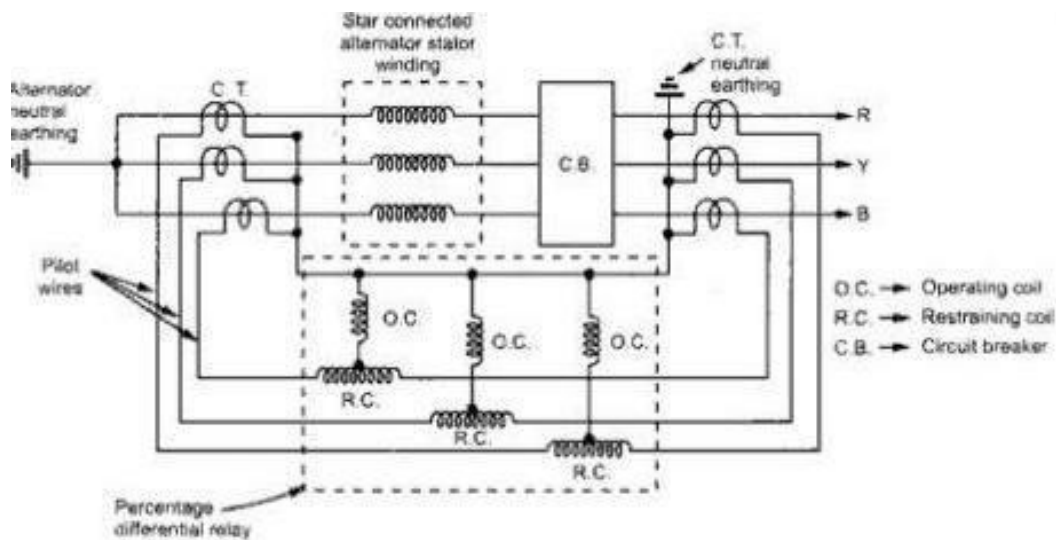 Star connected
alternator stator
winding
C.T.
neutral
earthing
Alternator
neutral
earthing
C. T.
R
Y
B
C.B.
Pilot
wires
O.C.
O.C.
O.C.
R.C.
R.C.
R.C.
O.C. → Operating coil
R.C. → Restraining coil
C.B. → Circuit breaker
Percentage
differential relay